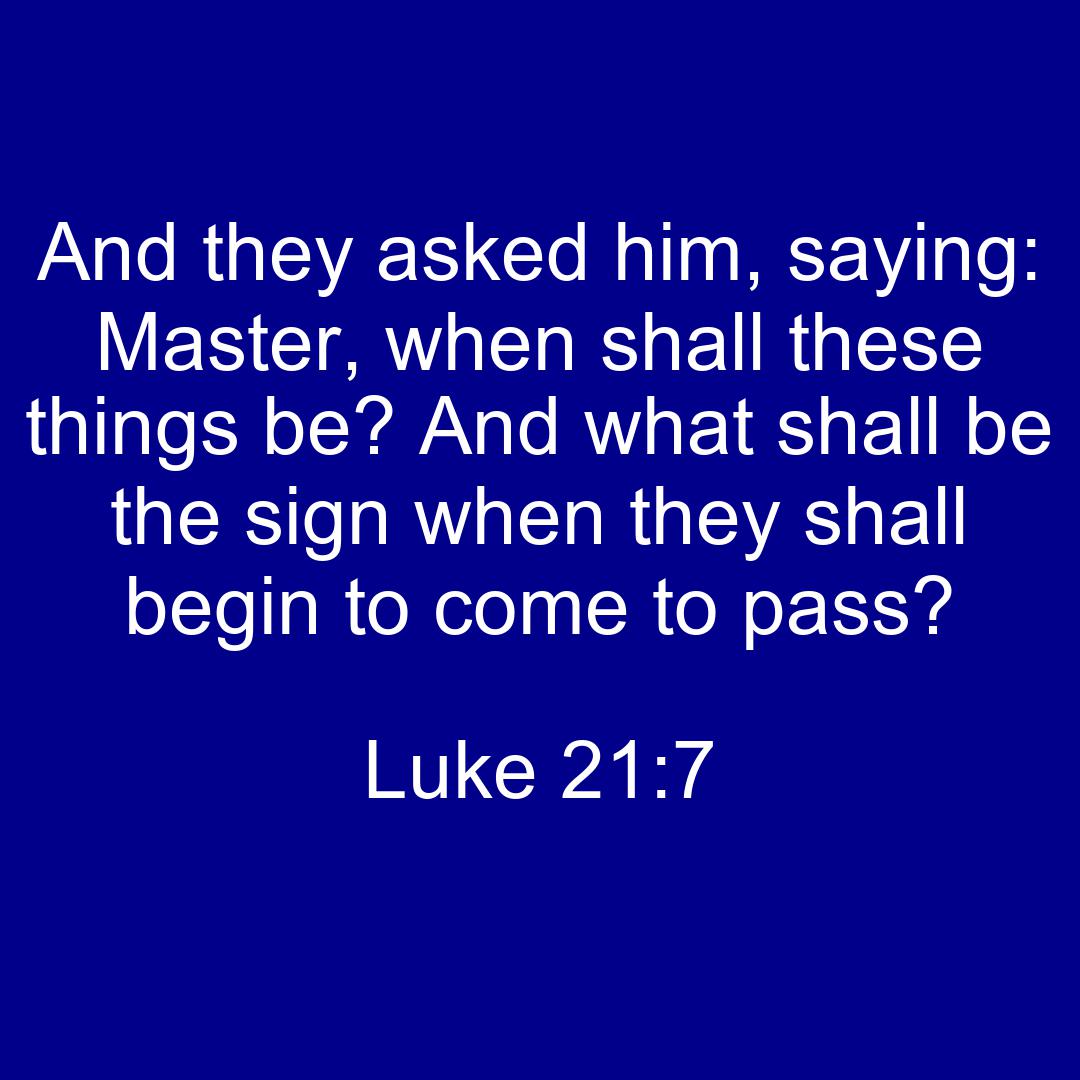 And they asked him, saying:
Master, when shall these
things be? And what shall be
the sign when they shall
begin to come to pass?
Luke 21:7